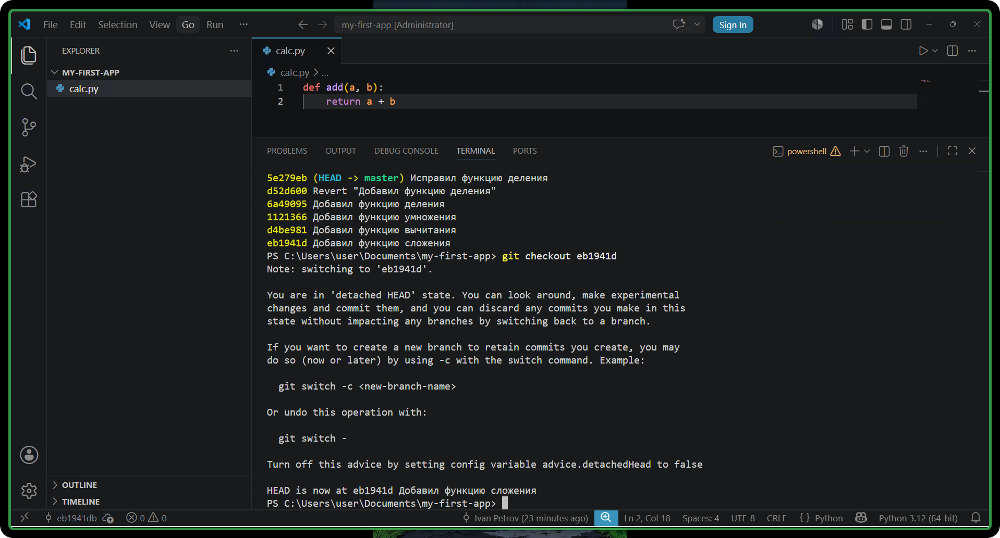 File Edit Selection View Go Run ···
my-first-app [Administrator]
Sign In
EXPLORER ···
MY-FIRST-APP
calc.py
OUTLINE
TIMELINE
calc.py
calc.py > ...
1 def add(a, b):
2     return a + b
PROBLEMS OUTPUT DEBUG CONSOLE TERMINAL PORTS
powershell
5e279eb (HEAD -> master) Исправил функцию деления
d52d600 Revert "Добавил функцию деления"
6a49095 Добавил функцию деления
1121366 Добавил функцию умножения
d4be981 Добавил функцию вычитания
eb1941d Добавил функцию сложения
PS C:\Users\user\Documents\my-first-app> git checkout eb1941d
Note: switching to 'eb1941d'.
You are in 'detached HEAD' state. You can look around, make experimental
changes and commit them, and you can discard any commits you make in this
state without impacting any branches by switching back to a branch.
If you want to create a new branch to retain commits you create, you may
do so (now or later) by using -c with the switch command. Example:
  git switch -c <new-branch-name>
Or undo this operation with:
  git switch -
Turn off this advice by setting config variable advice.detachedHead to false
HEAD is now at eb1941d Добавил функцию сложения
PS C:\Users\user\Documents\my-first-app>
eb1941db 0 0 Ivan Petrov (23 minutes ago) Ln 2, Col 18 Spaces: 4 UTF-8 CRLF { } Python Python 3.12 (64-bit)